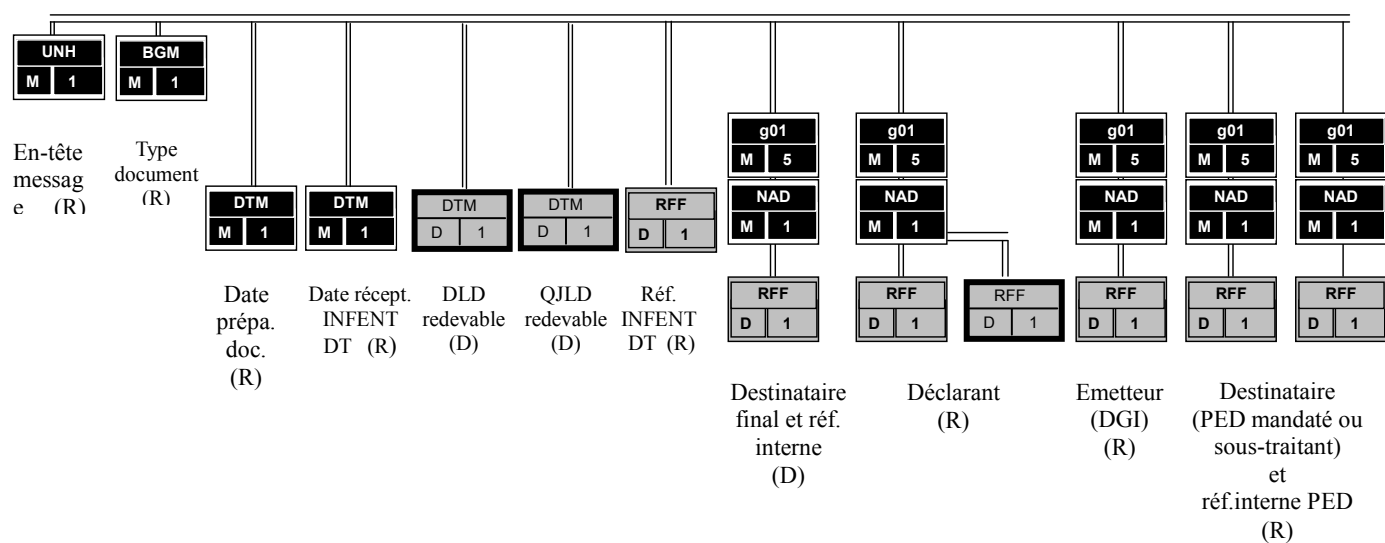 UNH
M 1
BGM
M 1
En-tête
messag
e (R)
Type
document
(R)
DTM
M 1
DTM
M 1
DTM
D 1
DTM
D 1
RFF
D 1
Date
prépa.
doc.
(R)
Date récept.
INFENT
DT (R)
DLD
redevable
(D)
QJLD
redevable
(D)
Réf.
INFENT
DT (R)
g01
M 5
NAD
M 1
RFF
D 1
Destinataire
final et réf.
interne
(D)
g01
M 5
NAD
M 1
RFF
D 1
RFF
D 1
Déclarant
(R)
g01
M 5
NAD
M 1
RFF
D 1
Emetteur
(DGI)
(R)
g01
M 5
NAD
M 1
RFF
D 1
g01
M 5
NAD
M 1
RFF
D 1
Destinataire
(PED mandaté ou
sous-traitant)
et
réf.interne PED
(R)